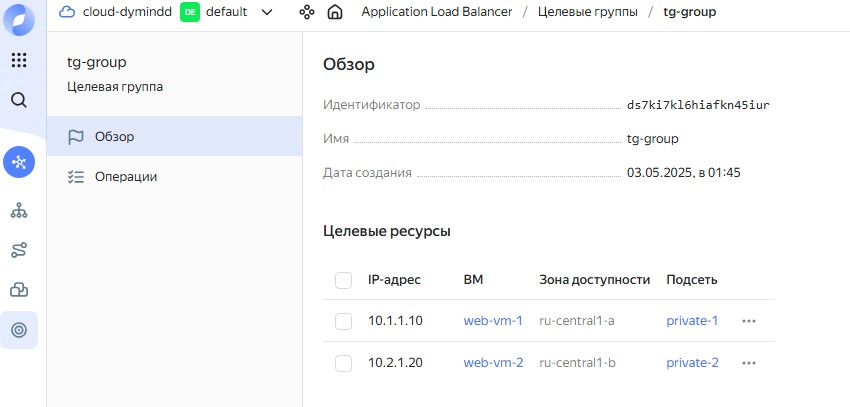 cloud-dymindd DE default Application Load Balancer / Целевые группы / tg-group
tg-group
Целевая группа
Обзор
Операции
Обзор
Идентификатор ds7ki7kl6hiafkn45iur
Имя tg-group
Дата создания 03.05.2025, в 01:45
Целевые ресурсы
IP-адрес ВМ Зона доступности Подсеть
10.1.1.10 web-vm-1 ru-central1-a private-1
10.2.1.20 web-vm-2 ru-central1-b private-2